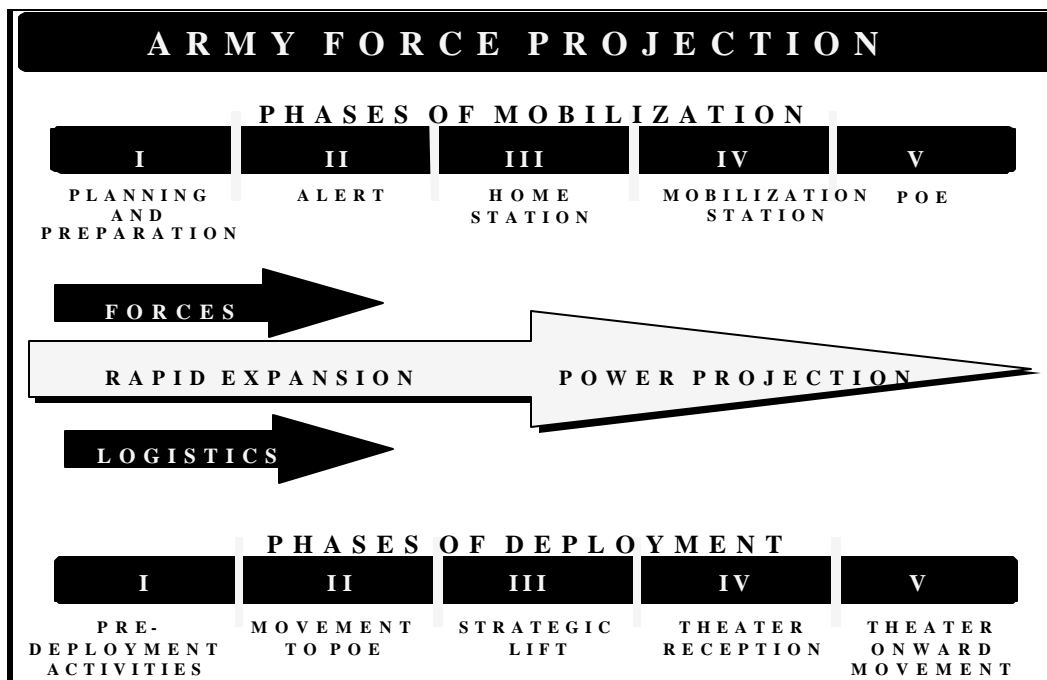 ARMY FORCE PROJECTION
PHASES OF MOBILIZATION
I II III IV V
PLANNING
AND
PREPARATION
ALERT
HOME
STATION
MOBILIZATION
STATION
POE
FORCES
RAPID EXPANSION POWER PROJECTION
LOGISTICS
PHASES OF DEPLOYMENT
I II III IV V
PRE-
DEPLOYMENT
ACTIVITIES
MOVEMENT
TO POE
STRATEGIC
LIFT
THEATER
RECEPTION
THEATER
ONWARD
MOVEMENT